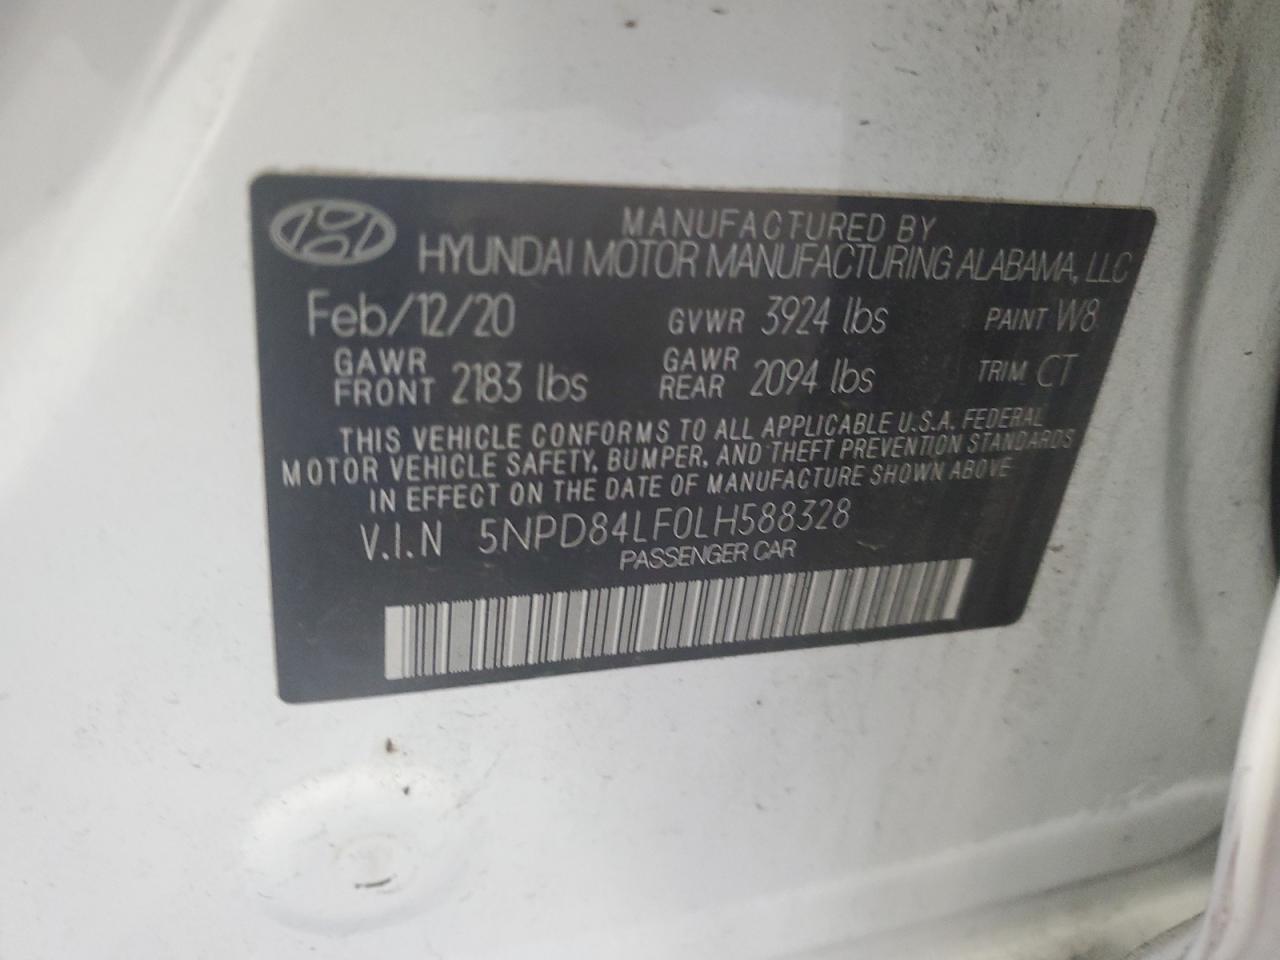 MANUFACTURED BY
HYUNDAI MOTOR MANUFACTURING ALABAMA, LLC
Feb/12/20 GVWR 3924 lbs PAINT W8
GAWR FRONT 2183 lbs GAWR REAR 2094 lbs TRIM CT
THIS VEHICLE CONFORMS TO ALL APPLICABLE U.S.A. FEDERAL
MOTOR VEHICLE SAFETY, BUMPER, AND THEFT PREVENTION STANDARDS
IN EFFECT ON THE DATE OF MANUFACTURE SHOWN ABOVE
V.I.N 5NPD84LF0LH588328
PASSENGER CAR